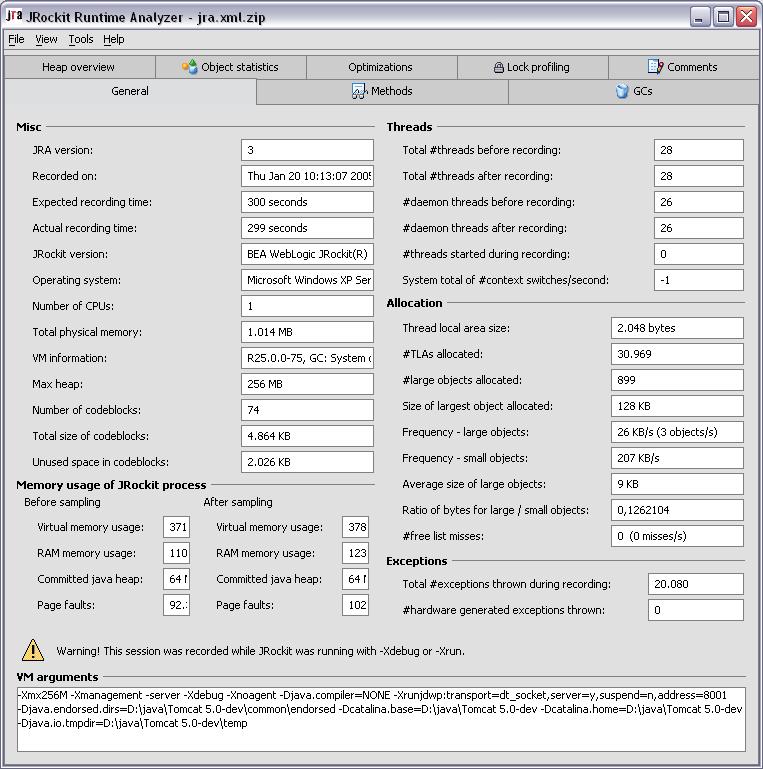 jra JRockit Runtime Analyzer - jra.xml.zip
File View Tools Help
Heap overview Object statistics Optimizations Lock profiling Comments
General Methods GCs
Misc
JRA version: 3
Recorded on: Thu Jan 20 10:13:07 2005
Expected recording time: 300 seconds
Actual recording time: 299 seconds
JRockit version: BEA WebLogic JRockit(R)
Operating system: Microsoft Windows XP Ser
Number of CPUs: 1
Total physical memory: 1.014 MB
VM information: R25.0.0-75, GC: System
Max heap: 256 MB
Number of codeblocks: 74
Total size of codeblocks: 4.864 KB
Unused space in codeblocks: 2.026 KB
Memory usage of JRockit process
Before sampling After sampling
Virtual memory usage: 371 Virtual memory usage: 378
RAM memory usage: 110 RAM memory usage: 123
Committed java heap: 64 Committed java heap: 64
Page faults: 92. Page faults: 102
Threads
Total #threads before recording: 28
Total #threads after recording: 28
#daemon threads before recording: 26
#daemon threads after recording: 26
#threads started during recording: 0
System total of #context switches/second: -1
Allocation
Thread local area size: 2.048 bytes
#TLAs allocated: 30.969
#large objects allocated: 899
Size of largest object allocated: 128 KB
Frequency - large objects: 26 KB/s (3 objects/s)
Frequency - small objects: 207 KB/s
Average size of large objects: 9 KB
Ratio of bytes for large / small objects: 0,1262104
#free list misses: 0 (0 misses/s)
Exceptions
Total #exceptions thrown during recording: 20.080
#hardware generated exceptions thrown: 0
Warning! This session was recorded while JRockit was running with -Xdebug or -Xrun.
VM arguments
-Xmx256M -Xmanagement -server -Xdebug -Xnoagent -Djava.compiler=NONE -Xrunjdwp:transport=dt_socket,server=y,suspend=n,address=8001
-Djava.endorsed.dirs=D:\java\Tomcat 5.0-dev\common\endorsed -Dcatalina.base=D:\java\Tomcat 5.0-dev -Dcatalina.home=D:\java\Tomcat 5.0-dev
-Djava.io.tmpdir=D:\java\Tomcat 5.0-dev\temp